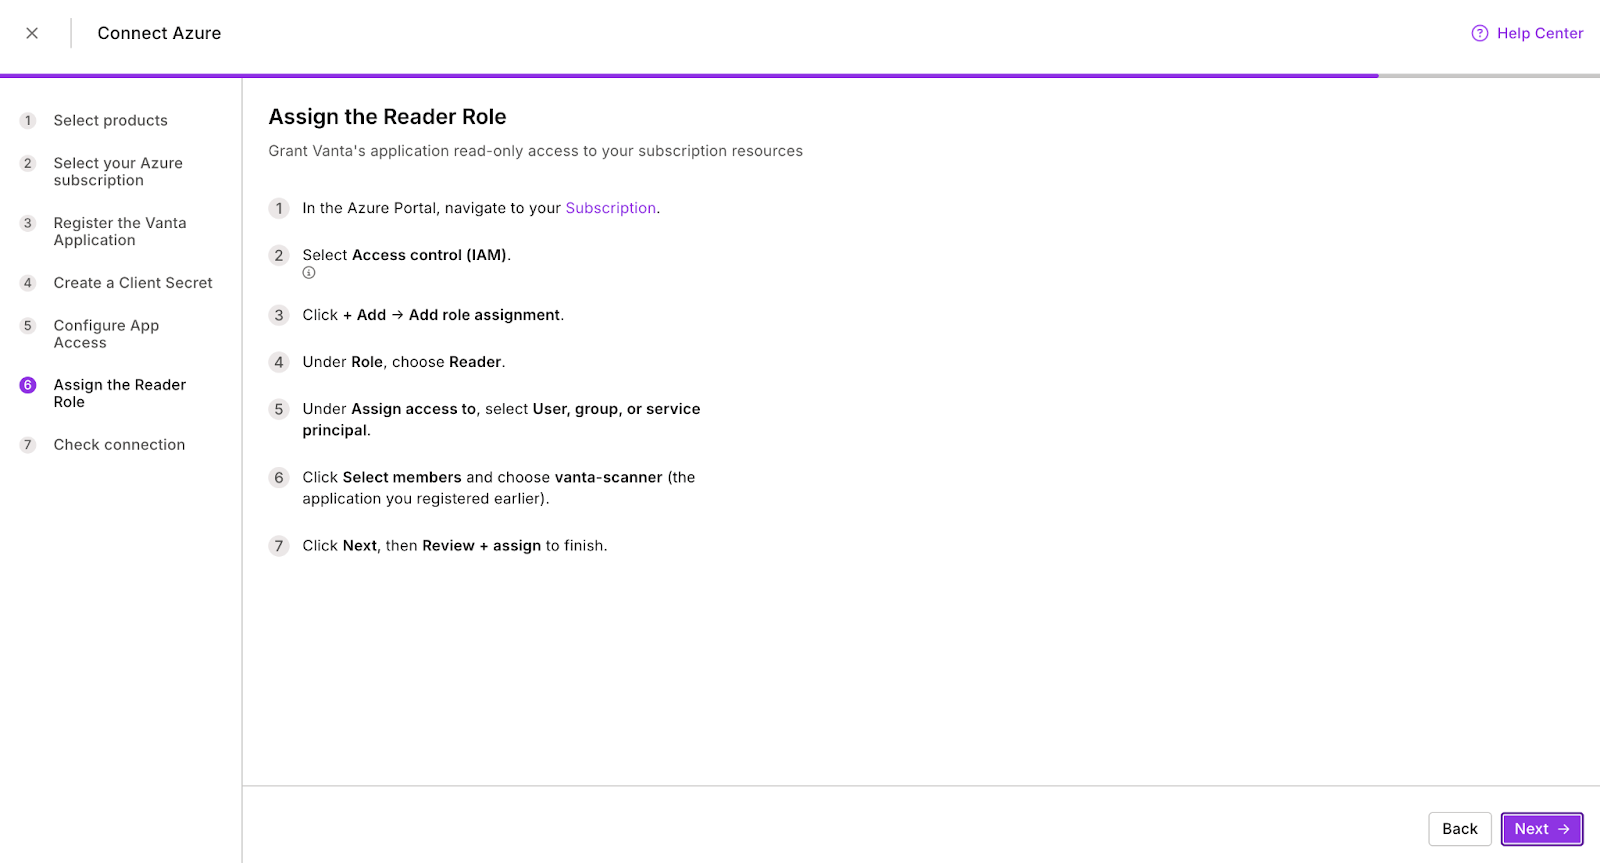 Connect Azure
Help Center
1 Select products
2 Select your Azure
subscription
3 Register the Vanta
Application
4 Create a Client Secret
5 Configure App
Access
6 Assign the Reader
Role
7 Check connection
Assign the Reader Role
Grant Vanta's application read-only access to your subscription resources
1 In the Azure Portal, navigate to your Subscription.
2 Select Access control (IAM).
3 Click + Add → Add role assignment.
4 Under Role, choose Reader.
5 Under Assign access to, select User, group, or service
principal.
6 Click Select members and choose vanta-scanner (the
application you registered earlier).
7 Click Next, then Review + assign to finish.
Back
Next →